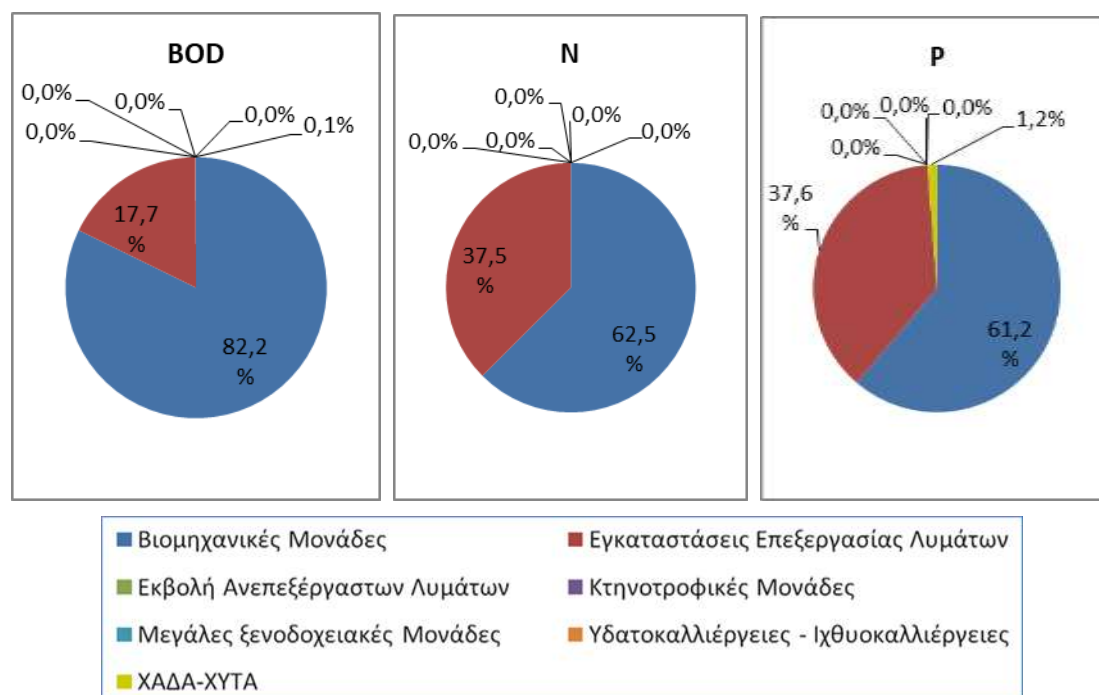 BOD
0,0%
0,0%
0,0%
0,0%
0,1%
17,7
%
82,2
%
N
0,0%
0,0%
0,0%
0,0%
0,0%
37,5
%
62,5
%
P
0,0%
0,0%
0,0%
1,2%
0,0%
37,6
%
61,2
%
Βιομηχανικές Μονάδες
Εγκαταστάσεις Επεξεργασίας Λυμάτων
Εκβολή Ανεπεξέργαστων Λυμάτων
Κτηνοτροφικές Μονάδες
Μεγάλες ξενοδοχειακές Μονάδες
Υδατοκαλλιέργειες - Ιχθυοκαλλιέργειες
ΧΑΔΑ-ΧΥΤΑ